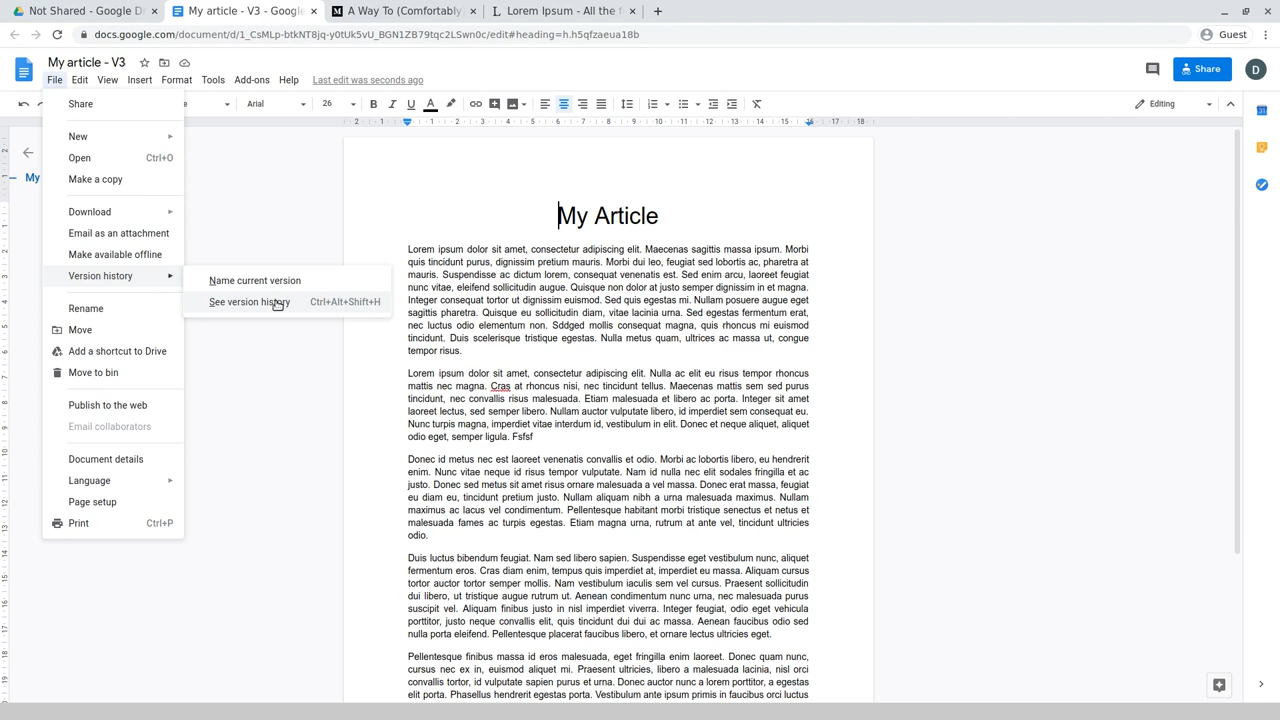 Not Shared - Google D
My article - V3 - Google
A Way To (Comfortably
Lorem Ipsum - All the f
docs.google.com/document/d/1_CsMLp-btkNT8jq-y0tUk5vU_BGN1ZB79tqc2LSwn0c/edit#heading=h.h5qfzaeua18b
Guest
My article - V3
File Edit View Insert Format Tools Add-ons Help Last edit was seconds ago
Share
D
Arial 26 B I U A
Editing
Share
New
Open Ctrl+O
Make a copy
Download
Email as an attachment
Make available offline
Version history
Name current version
See version history Ctrl+Alt+Shift+H
Rename
Move
Add a shortcut to Drive
Move to bin
Publish to the web
Email collaborators
Document details
Language
Page setup
Print Ctrl+P
My
2 1 1 2 3 4 5 6 7 8 9 10 11 12 13 14 15 16 17 18
My Article
Lorem ipsum dolor sit amet, consectetur adipiscing elit. Maecenas sagittis massa ipsum. Morbi
quis tincidunt purus, dignissim pretium mauris. Morbi dui leo, feugiat sed lobortis ac, pharetra at
mauris. Suspendisse ac dictum lorem, consequat venenatis est. Sed enim arcu, laoreet feugiat
nunc vitae, eleifend sollicitudin augue. Quisque non dolor at justo semper dignissim in et magna.
Integer consequat tortor ut dignissim euismod. Sed quis egestas mi. Nullam posuere augue eget
sagittis pharetra. Quisque eu sollicitudin diam, vitae lacinia urna. Sed egestas fermentum erat,
nec luctus odio elementum non. Sddged mollis consequat magna, quis rhoncus mi euismod
tincidunt. Duis scelerisque tristique egestas. Nulla metus quam, ultrices ac massa ut, congue
tempor risus.
Lorem ipsum dolor sit amet, consectetur adipiscing elit. Nulla ac elit eu risus tempor rhoncus
mattis nec magna. Cras at rhoncus nisi, nec tincidunt tellus. Maecenas mattis sem sed purus
tincidunt, nec convallis risus malesuada. Etiam malesuada et libero ac porta. Integer sit amet
laoreet lectus, sed semper libero. Nullam auctor vulputate libero, id imperdiet sem consequat eu.
Nunc turpis magna, imperdiet vitae interdum id, vestibulum in elit. Donec et neque aliquet, aliquet
odio eget, semper ligula. Fsfsf
Donec id metus nec est laoreet venenatis convallis et odio. Morbi ac lobortis libero, eu hendrerit
enim. Nunc vitae neque id risus tempor vulputate. Nam id nulla nec elit sodales fringilla et ac
justo. Donec sed metus sit amet risus ornare malesuada a vel massa. Donec erat massa, feugiat
eu diam eu, tincidunt pretium justo. Nullam aliquam nibh a urna malesuada maximus. Nullam
maximus ac lacus vel condimentum. Pellentesque habitant morbi tristique senectus et netus et
malesuada fames ac turpis egestas. Etiam magna urna, rutrum at ante vel, tincidunt ultricies
odio.
Duis luctus bibendum feugiat. Nam sed libero sapien. Suspendisse eget vestibulum nunc, aliquet
fermentum eros. Cras diam enim, tempus quis imperdiet at, imperdiet eu massa. Aliquam cursus
tortor auctor tortor semper mollis. Nam vestibulum iaculis sem vel cursus. Praesent sollicitudin
dui libero, ut tristique augue rutrum ut. Aenean condimentum nunc urna, nec malesuada purus
suscipit vel. Aliquam finibus justo in nisl imperdiet viverra. Integer feugiat, odio eget vehicula
porttitor, justo neque convallis elit, quis tincidunt dui dui ac massa. Aenean faucibus odio sed
nulla porta eleifend. Pellentesque placerat faucibus libero, et ornare lectus ultricies eget.
Pellentesque finibus massa id eros malesuada, eget fringilla enim laoreet. Donec quam nunc,
cursus nec ex in, euismod aliquet mi. Praesent ultricies, libero a malesuada lacinia, nisl orci
convallis tortor, id vulputate sapien purus et dui. Donec auctor nunc a lorem porttitor, a egestas
elit porta. Phasellus hendrerit egestas porta. Vestibulum ante ipsum primis in faucibus orci luctus